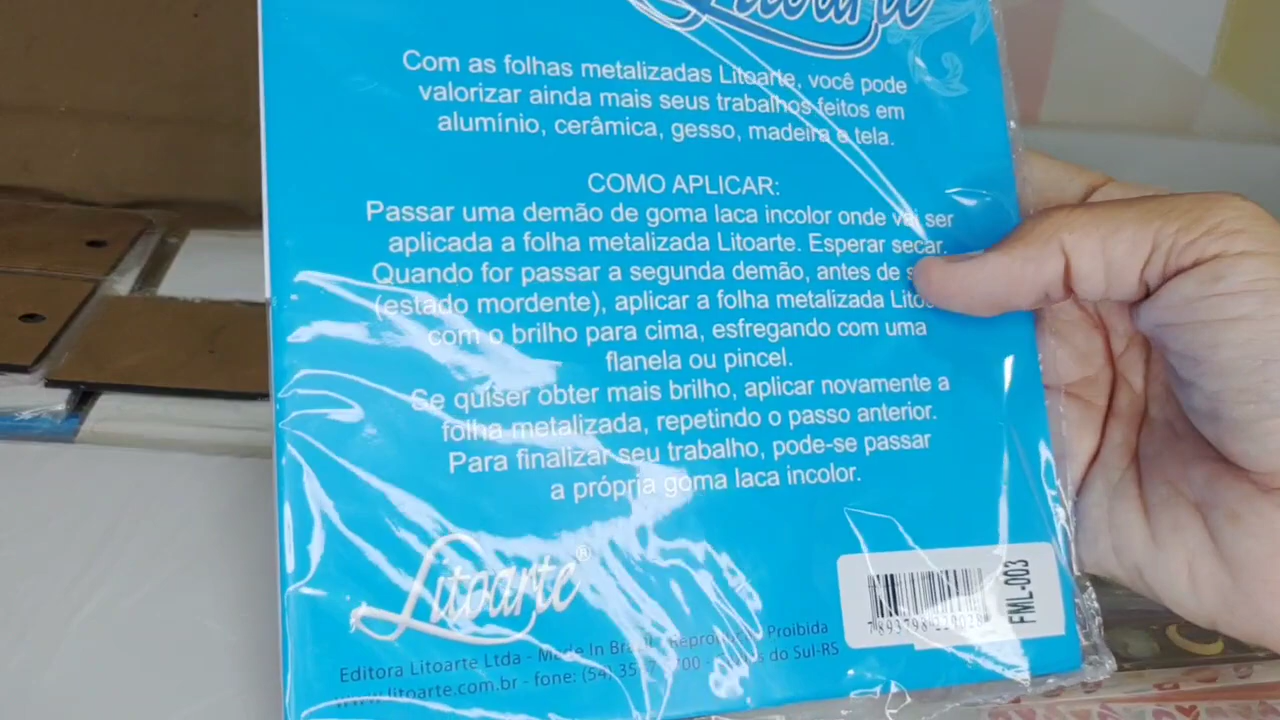 Litoarte
Com as folhas metalizadas Litoarte, você pode
valorizar ainda mais seus trabalhos feitos em
alumínio, cerâmica, gesso, madeira e tela.
COMO APLICAR:
Passar uma demão de goma laca incolor onde vai ser
aplicada a folha metalizada Litoarte. Esperar secar.
Quando for passar a segunda demão, antes de
(estado mordente), aplicar a folha metalizada
com o brilho para cima, esfregando com uma
flanela ou pincel.
Se quiser obter mais brilho, aplicar novamente a
folha metalizada, repetindo o passo anterior.
Para finalizar seu trabalho, pode-se passar
a própria goma laca incolor.
Litoarte®
FML-003
Editora Litoarte Ltda - Made In Brazil - Reprodução Proibida
www.litoarte.com.br - fone: (54) do Sul-RS